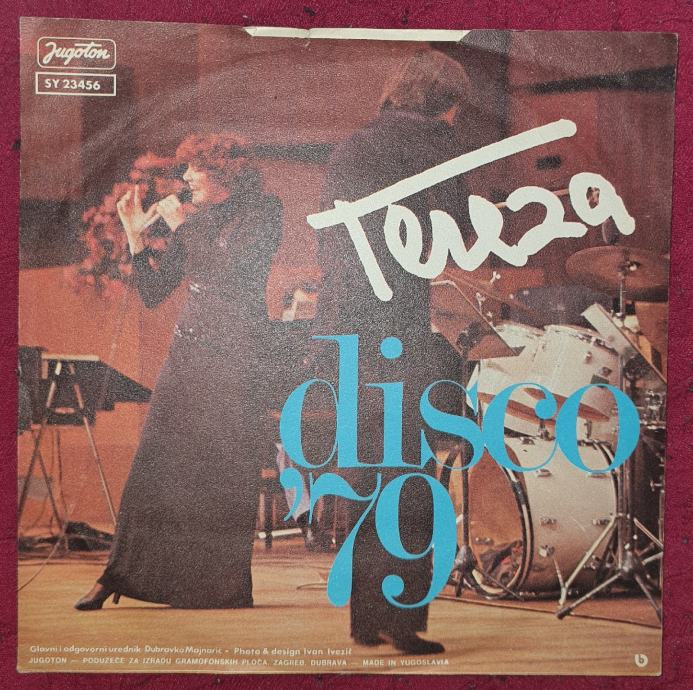 Jugoton
SY 23456
Tereza
disco
'79
Glavni i odgovorni urednik Dubravko Majnarić - Photo & design Ivan Ivezić
JUGOTON — PODUZEĆE ZA IZRADU GRAMOFONSKIH PLOČA, ZAGREB, DUBRAVA — MADE IN YUGOSLAVIA
b